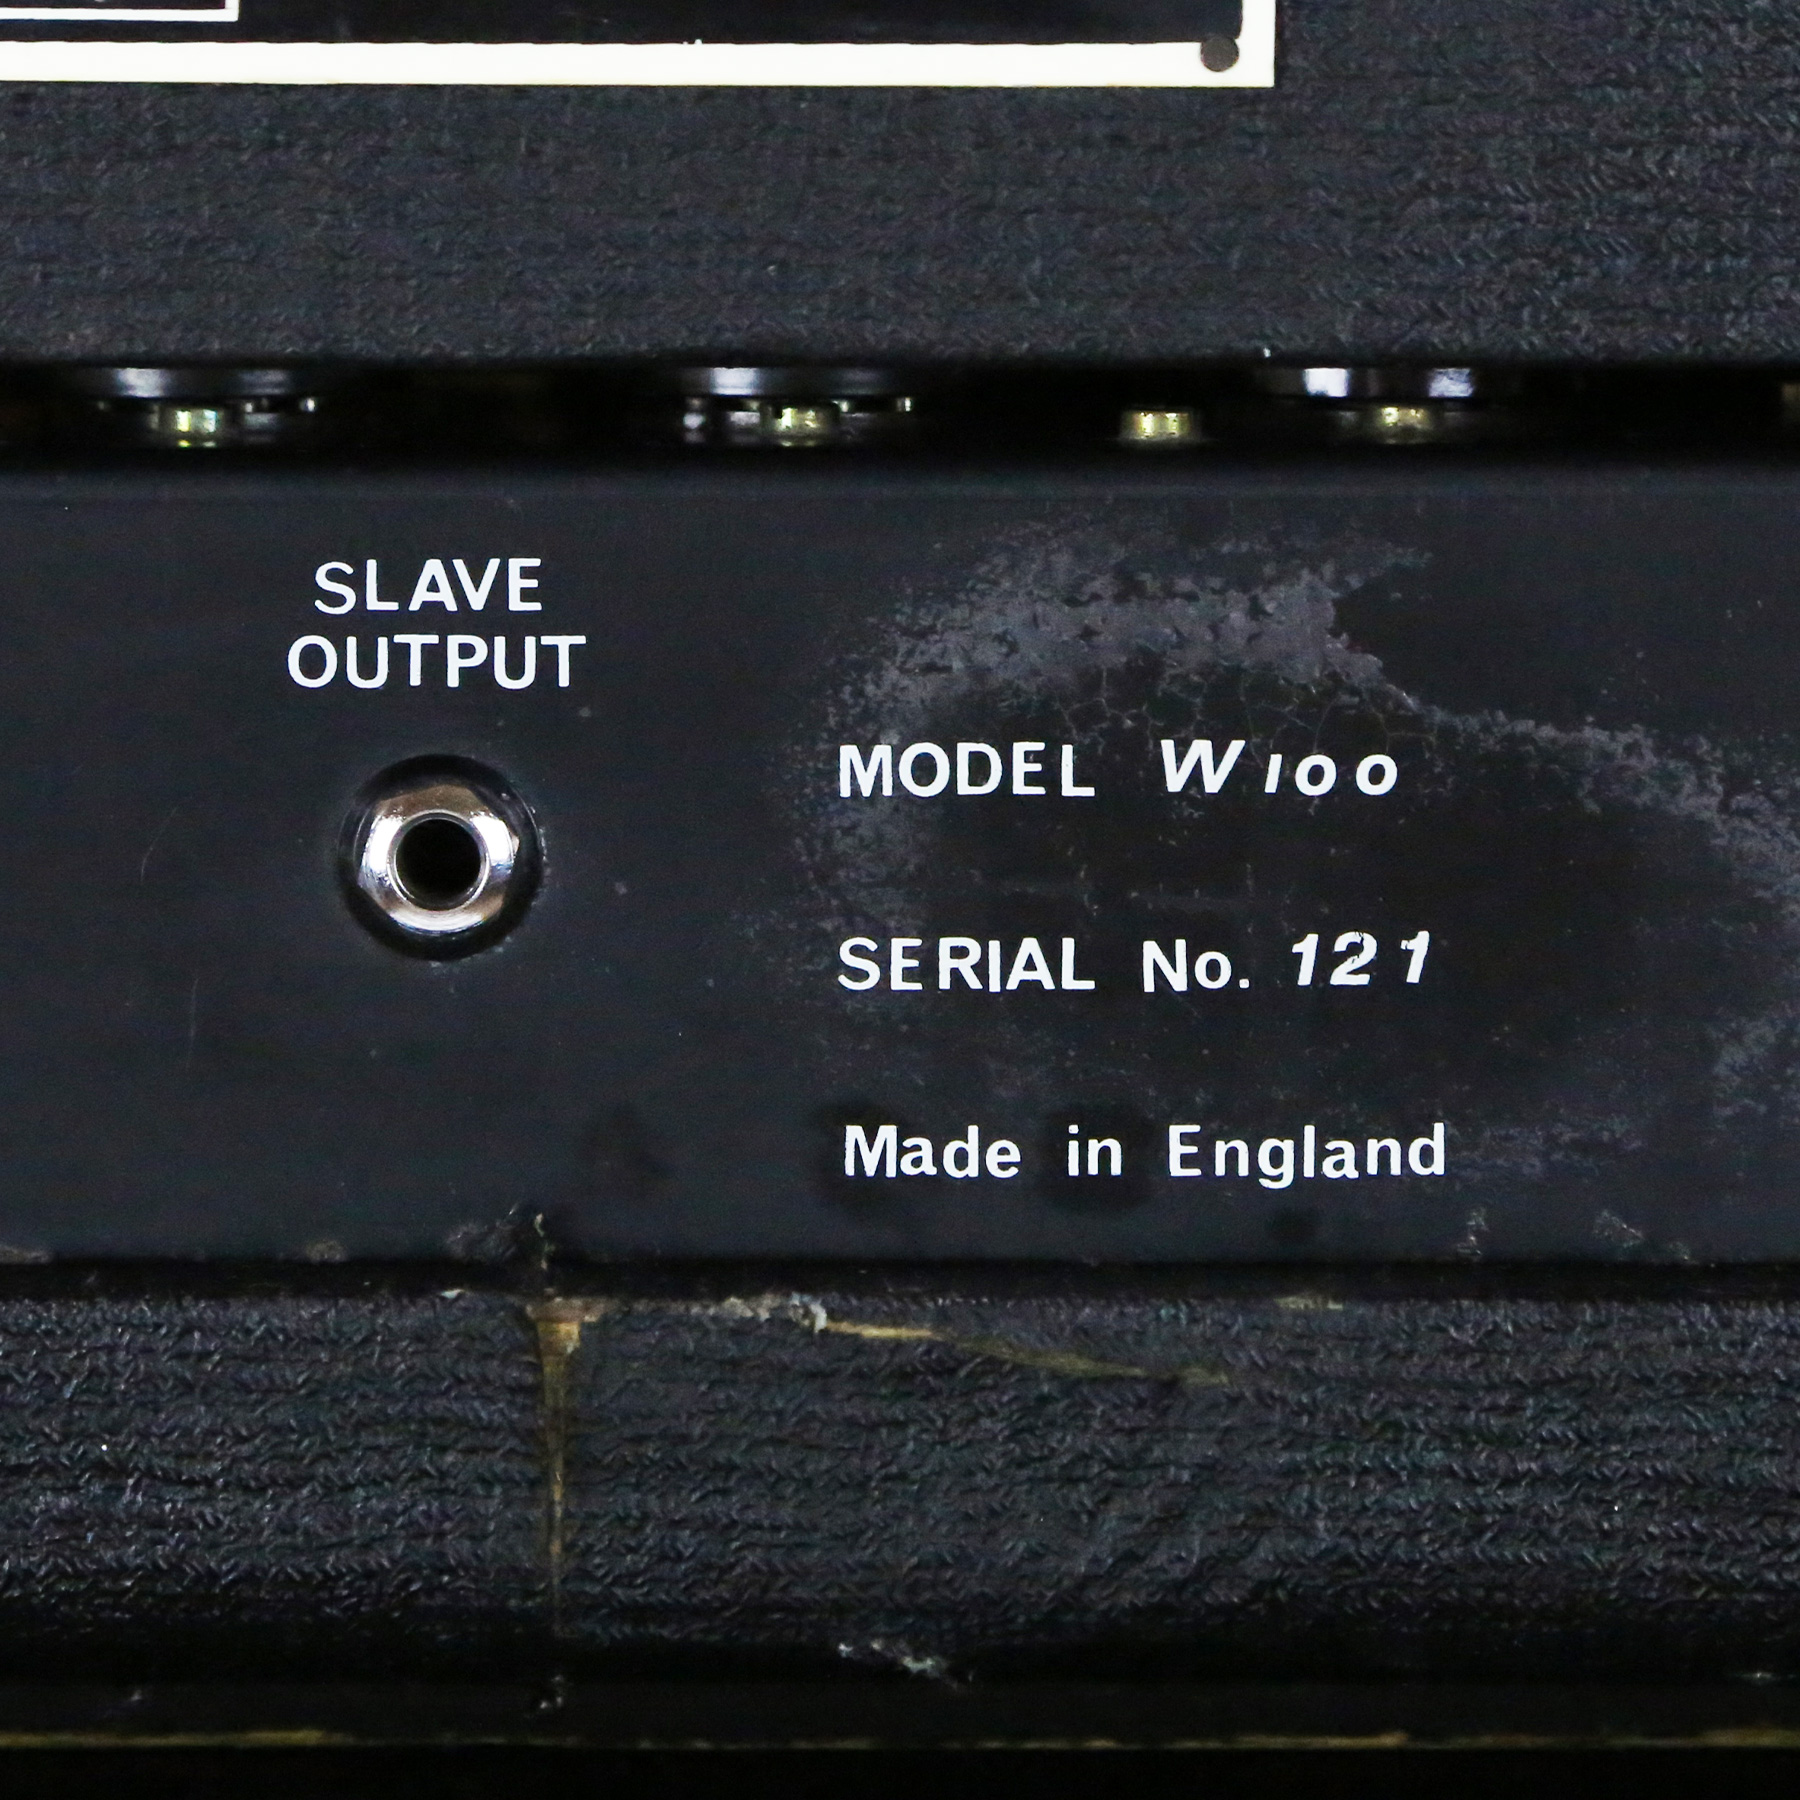 SLAVE
OUTPUT
MODEL W100
SERIAL No. 121
Made in England